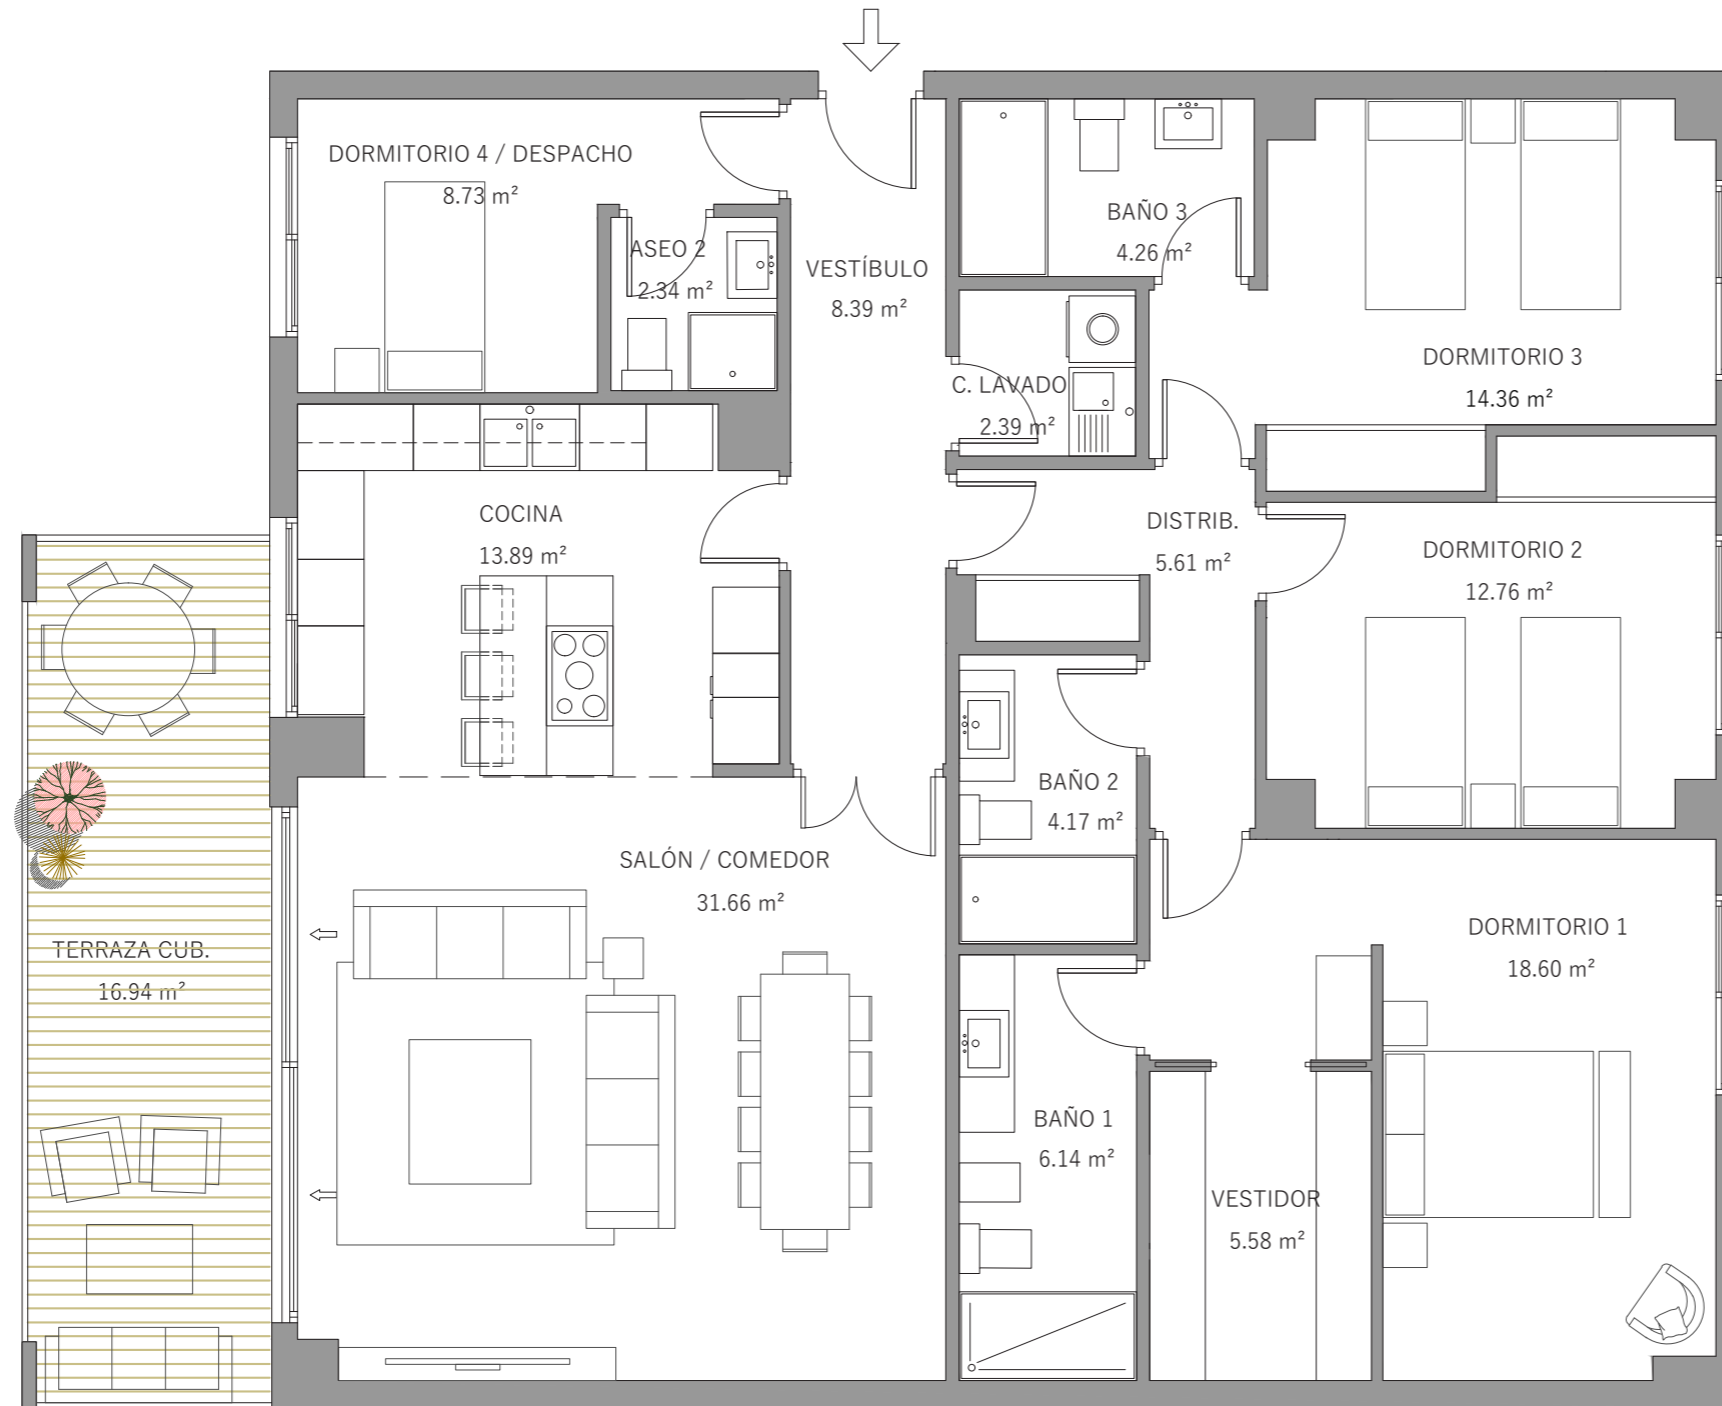 DORMITORIO 4 / DESPACHO
8.73 m²
ASEO 2
2.34 m²
VESTÍBULO
8.39 m²
BAÑO 3
4.26 m²
C. LAVADO
2.39 m²
DORMITORIO 3
14.36 m²
COCINA
13.89 m²
DISTRIB.
5.61 m²
DORMITORIO 2
12.76 m²
BAÑO 2
4.17 m²
SALÓN / COMEDOR
31.66 m²
TERRAZA CUB.
16.94 m²
DORMITORIO 1
18.60 m²
BAÑO 1
6.14 m²
VESTIDOR
5.58 m²